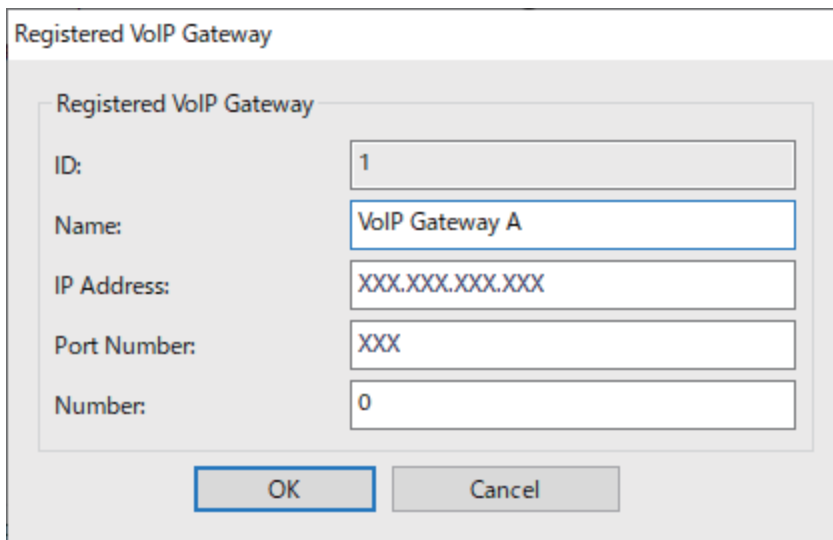 Registered VoIP Gateway
Registered VoIP Gateway
ID: 1
Name: VoIP Gateway A
IP Address: XXX.XXX.XXX.XXX
Port Number: XXX
Number: 0
OK Cancel